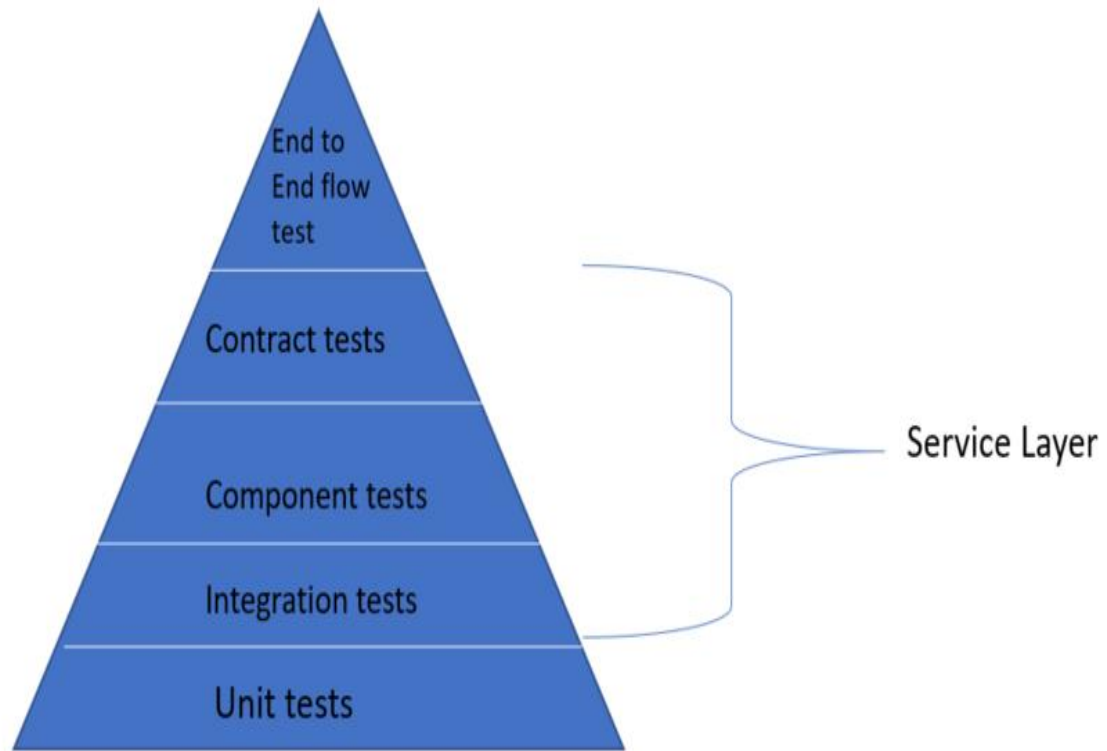 End to
End flow
test
Contract tests
Service Layer
Component tests
Integration tests
Unit tests